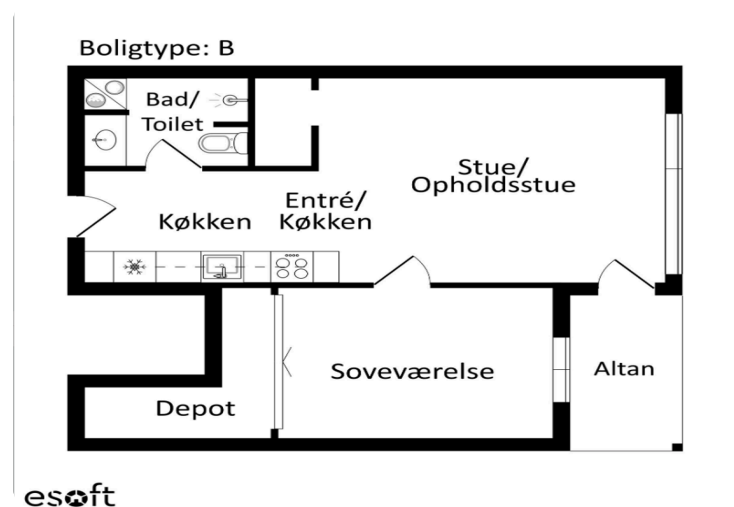 Boligtype: B
Bad/
Toilet
Stue/
Opholdsstue
Entré/
Køkken
Køkken
Soveværelse
Altan
Depot
esoft